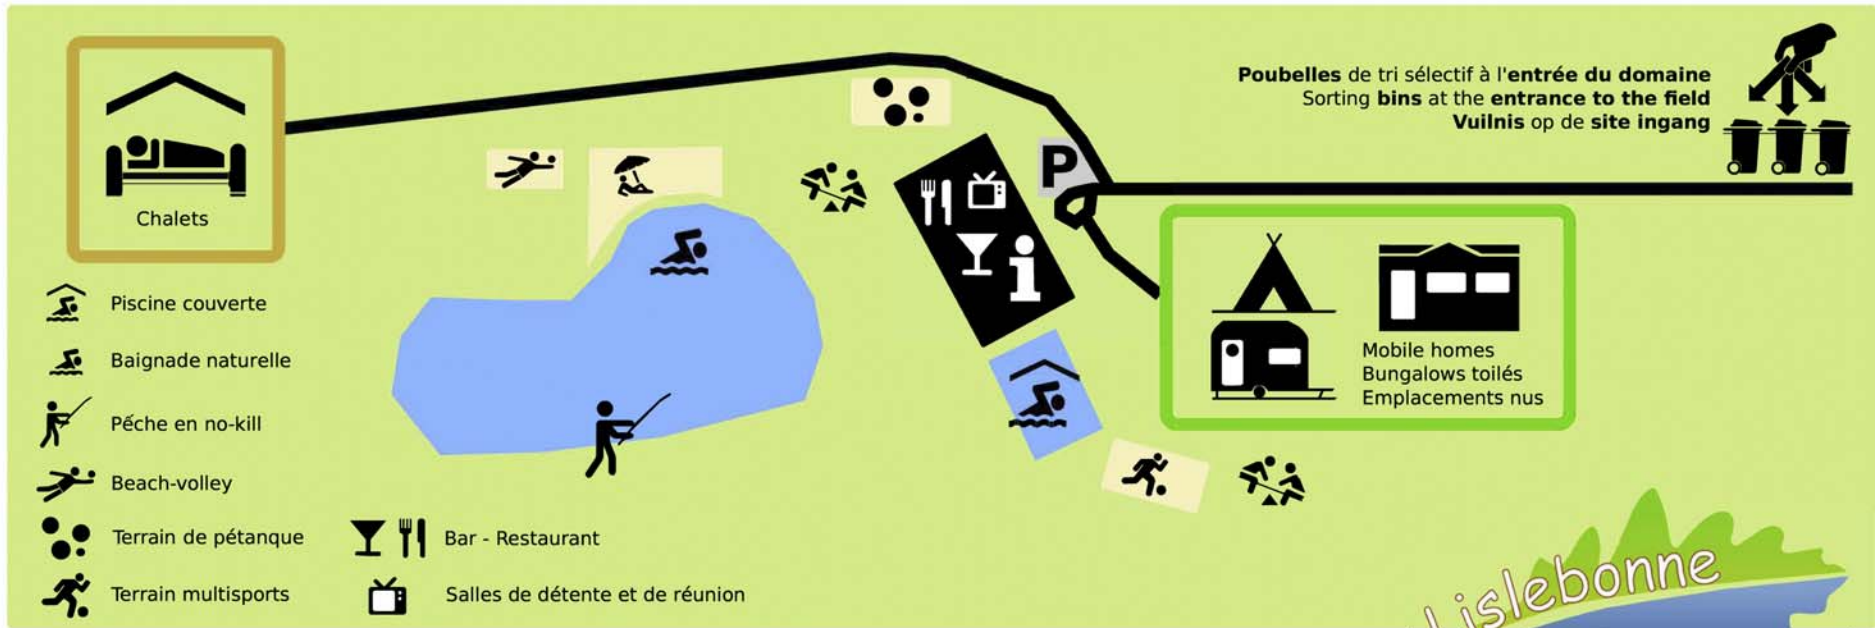 Poubelles de tri sélectif à l'entrée du domaine
Sorting bins at the entrance to the field
Vuilnis op de site ingang
P
Chalets
Piscine couverte
Baignade naturelle
Pêche en no-kill
Beach-volley
Terrain de pétanque
Terrain multisports
Bar - Restaurant
Salles de détente et de réunion
i
Mobile homes
Bungalows toilés
Emplacements nus
Lislebonne